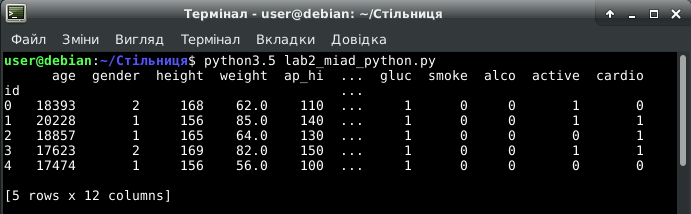 Термінал - user@debian: ~/Стільниця
Файл Зміни Вигляд Термінал Вкладки Довідка
user@debian:~/Стільниця$ python3.5 lab2_miad_python.py
age gender height weight ap_hi ... gluc smoke alco active cardio
id ...
0 18393 2 168 62.0 110 ... 1 0 0 1 0
1 20228 1 156 85.0 140 ... 1 0 0 1 1
2 18857 1 165 64.0 130 ... 1 0 0 0 1
3 17623 2 169 82.0 150 ... 1 0 0 1 1
4 17474 1 156 56.0 100 ... 1 0 0 0 0
[5 rows x 12 columns]